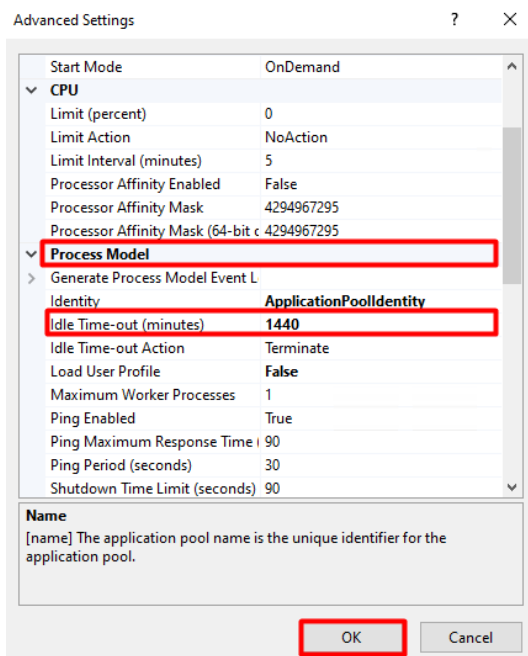 Advanced Settings ? ×
Start Mode OnDemand
CPU
Limit (percent) 0
Limit Action NoAction
Limit Interval (minutes) 5
Processor Affinity Enabled False
Processor Affinity Mask 4294967295
Processor Affinity Mask (64-bit c 4294967295
Process Model
Generate Process Model Event L
Identity ApplicationPoolIdentity
Idle Time-out (minutes) 1440
Idle Time-out Action Terminate
Load User Profile False
Maximum Worker Processes 1
Ping Enabled True
Ping Maximum Response Time ( 90
Ping Period (seconds) 30
Shutdown Time Limit (seconds) 90
Name
[name] The application pool name is the unique identifier for the
application pool.
OK Cancel